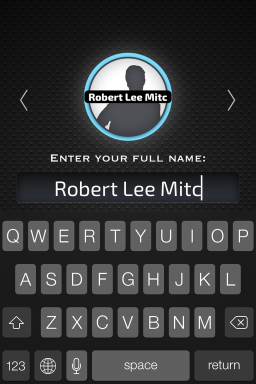 Robert Lee Mitc
ENTER YOUR FULL NAME:
Robert Lee Mitc
Q W E R T Y U I O P
A S D F G H J K L
Z X C V B N M
123 space return